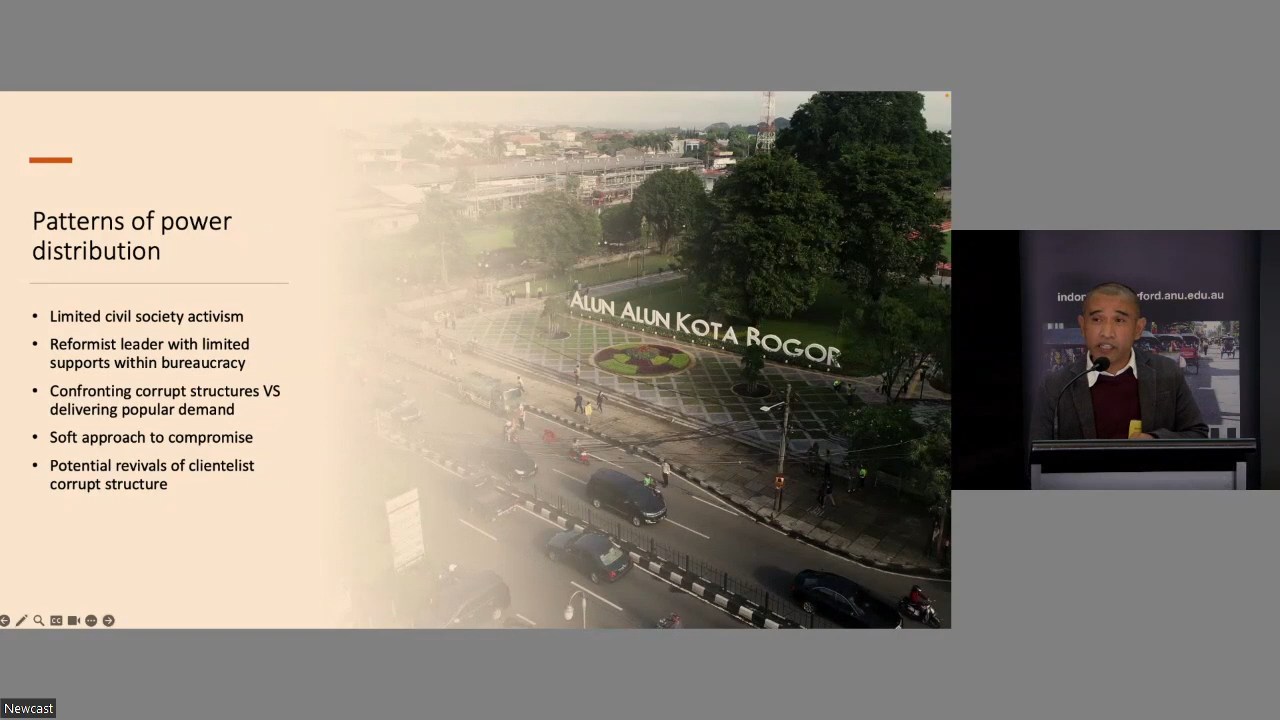 Patterns of power
distribution
• Limited civil society activism
• Reformist leader with limited
supports within bureaucracy
• Confronting corrupt structures VS
delivering popular demand
• Soft approach to compromise
• Potential revivals of clientelist
corrupt structure
ALUN ALUN KOTA BOGOR
rford.anu.edu.au
Newcast